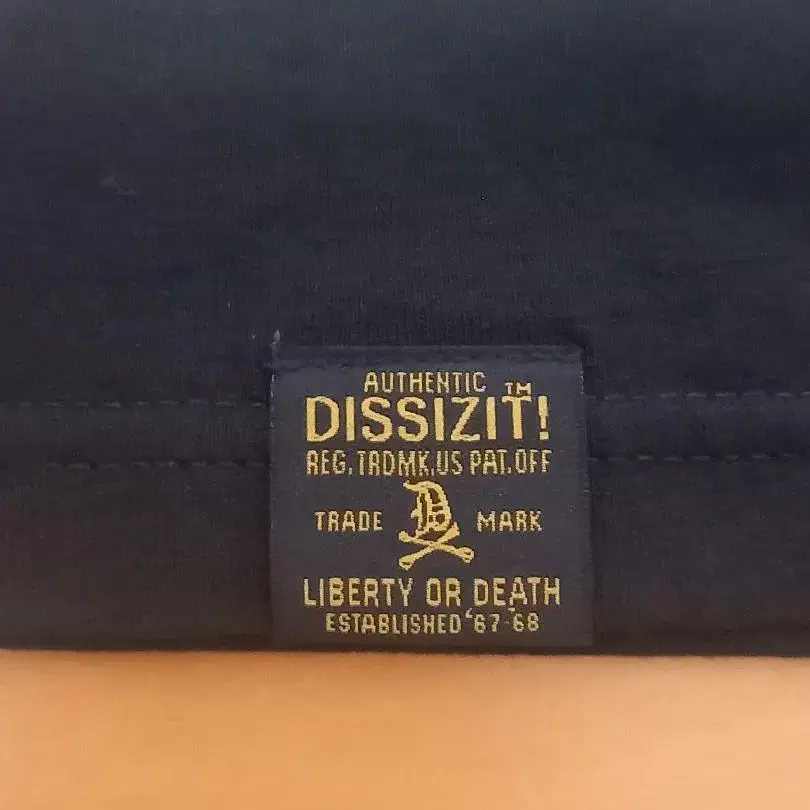 AUTHENTIC
DISSIZIT!™
REG. TRDMK. US PAT. OFF
TRADE D MARK
LIBERTY OR DEATH
ESTABLISHED '67-68